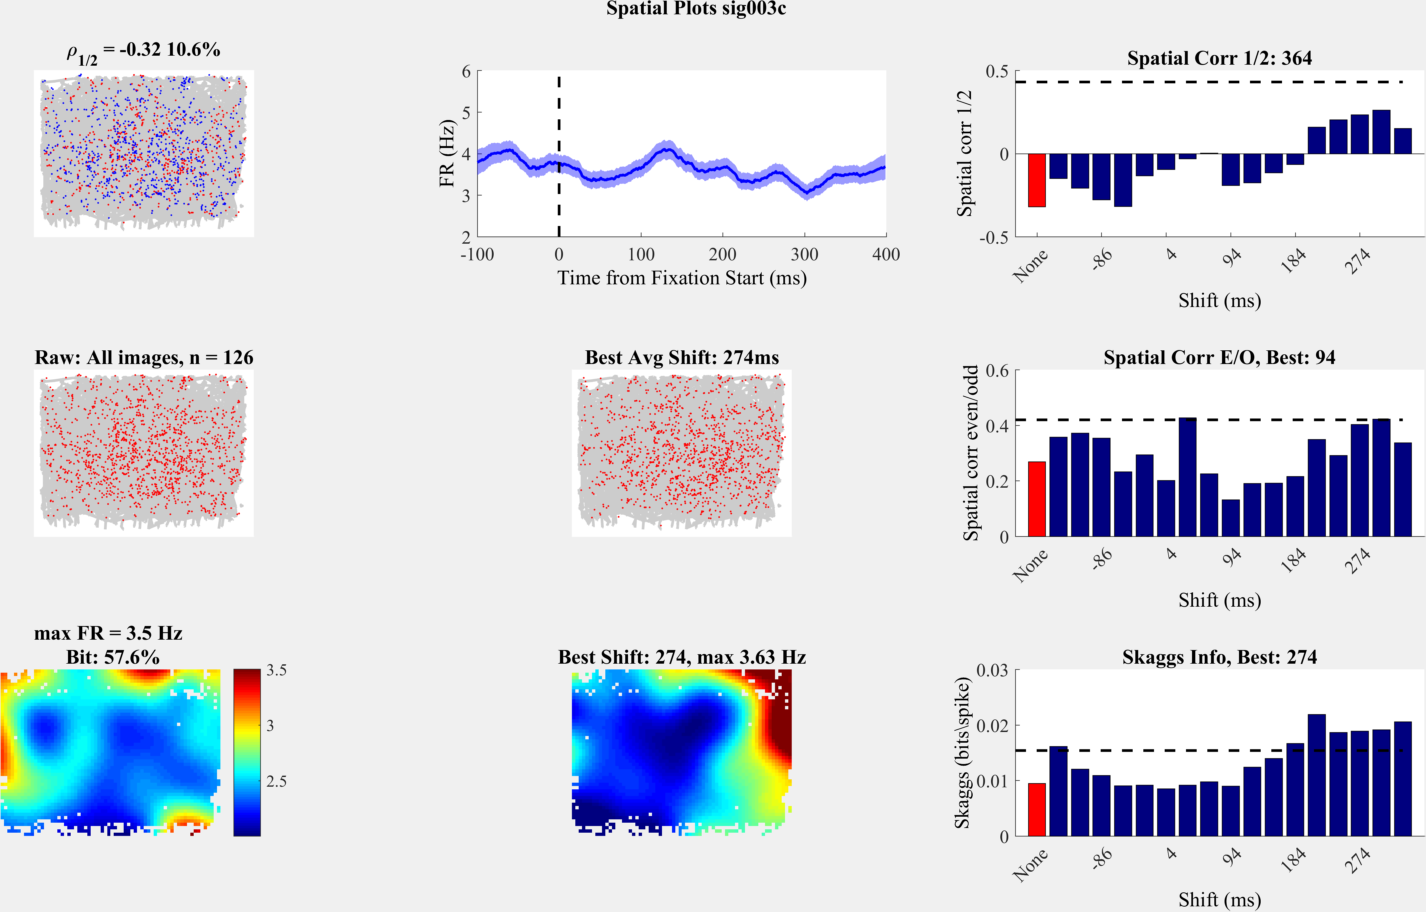 Spatial Plots sig003c
ρ1/2 = -0.32 10.6%
6
5
4
3
2
FR (Hz)
-100 0 100 200 300 400
Time from Fixation Start (ms)
Spatial Corr 1/2: 364
0.5
0
-0.5
Spatial corr 1/2
None -86 4 94 184 274
Shift (ms)
Raw: All images, n = 126
Best Avg Shift: 274ms
Spatial Corr E/O, Best: 94
0.6
0.4
0.2
0
Spatial corr even/odd
None -86 4 94 184 274
Shift (ms)
max FR = 3.5 Hz
Bit: 57.6%
3.5
3
2.5
Best Shift: 274, max 3.63 Hz
Skaggs Info, Best: 274
0.03
0.02
0.01
0
Skaggs (bits\spike)
None -86 4 94 184 274
Shift (ms)